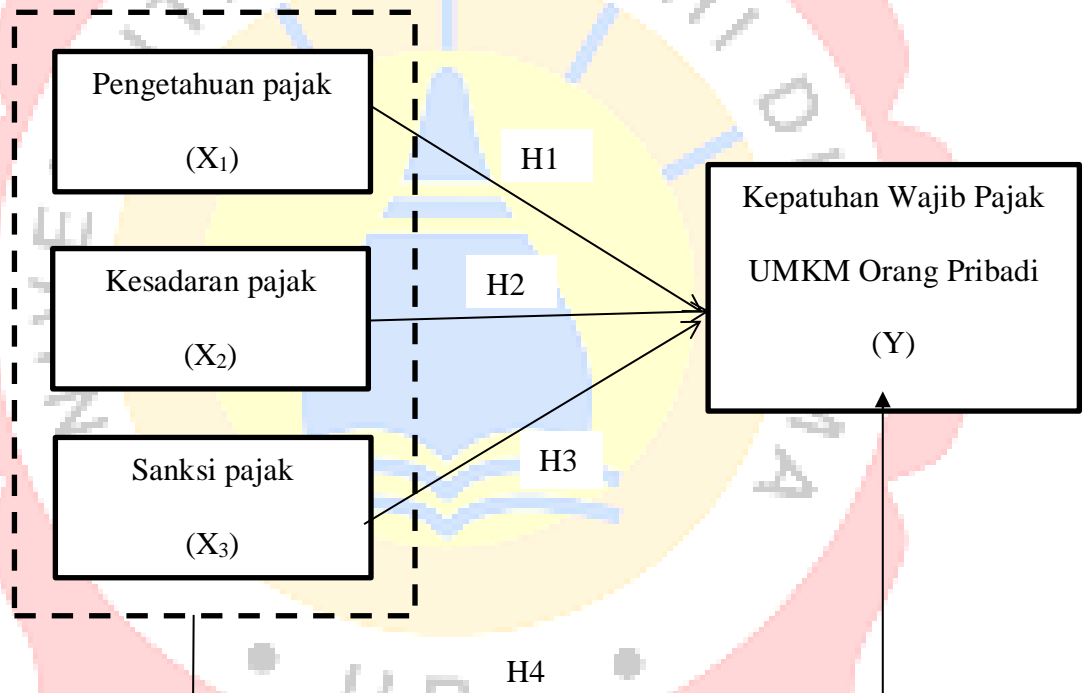 Pengetahuan pajak
(X₁)
H1
Kesadaran pajak
(X₂)
H2
Sanksi pajak
(X₃)
H3
Kepatuhan Wajib Pajak
UMKM Orang Pribadi
(Y)
H4